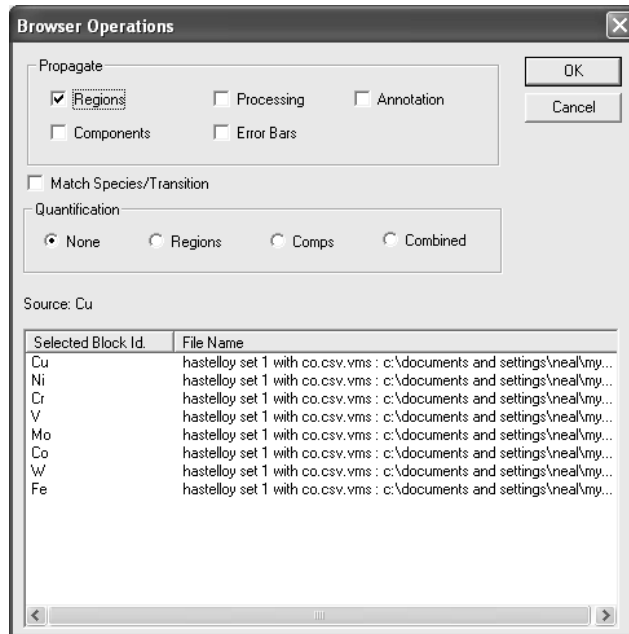 Browser Operations
Propagate
OK
Regions Processing Annotation
Cancel
Components Error Bars
Match Species/Transition
Quantification
None Regions Comps Combined
Source: Cu
Selected Block Id. File Name
Cu hastelloy set 1 with co.csv.vms : c:\documents and settings\neal\my...
Ni hastelloy set 1 with co.csv.vms : c:\documents and settings\neal\my...
Cr hastelloy set 1 with co.csv.vms : c:\documents and settings\neal\my...
V hastelloy set 1 with co.csv.vms : c:\documents and settings\neal\my...
Mo hastelloy set 1 with co.csv.vms : c:\documents and settings\neal\my...
Co hastelloy set 1 with co.csv.vms : c:\documents and settings\neal\my...
W hastelloy set 1 with co.csv.vms : c:\documents and settings\neal\my...
Fe hastelloy set 1 with co.csv.vms : c:\documents and settings\neal\my...